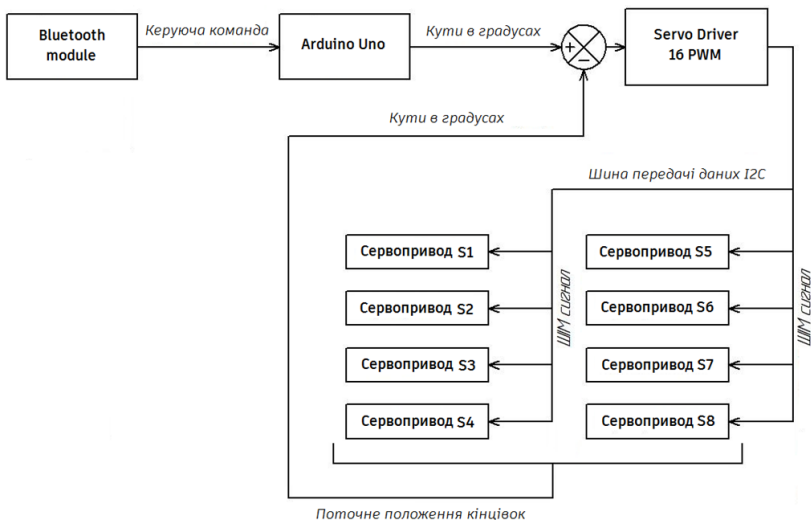 Bluetooth
module
Керуюча команда
Arduino Uno
Кути в градусах
+
−
Servo Driver
16 PWM
Кути в градусах
Шина передачі даних I2C
Сервопривод S1
Сервопривод S5
Сервопривод S2
Сервопривод S6
Сервопривод S3
Сервопривод S7
Сервопривод S4
Сервопривод S8
ШІМ сигнал
ШІМ сигнал
Поточне положення кінцівок